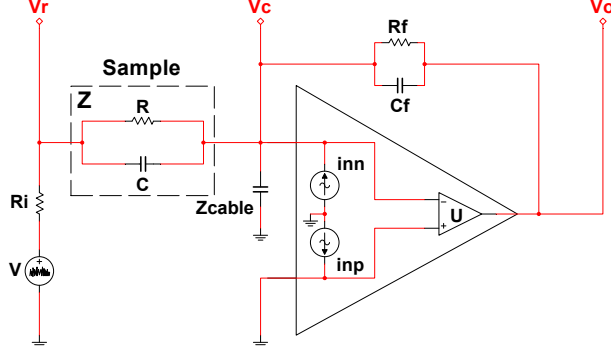 Vr
Vc
Vo
Rf
Cf
Sample
Z
R
C
Ri
V
Zcable
inn
inp
−
+
U
+